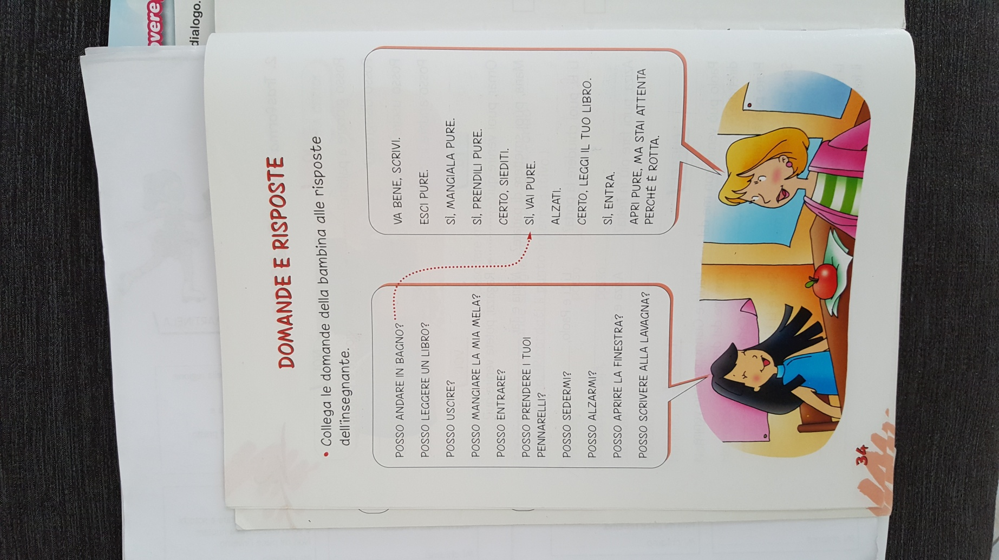 overe
dialogo.
DOMANDE E RISPOSTE
• Collega le domande della bambina alle risposte
dell'insegnante.
POSSO ANDARE IN BAGNO?
POSSO LEGGERE UN LIBRO?
POSSO USCIRE?
POSSO MANGIARE LA MIA MELA?
POSSO ENTRARE?
POSSO PRENDERE I TUOI
PENNARELLI?
POSSO SEDERMI?
POSSO ALZARMI?
POSSO APRIRE LA FINESTRA?
POSSO SCRIVERE ALLA LAVAGNA?
VA BENE, SCRIVI.
ESCI PURE.
SÌ, MANGIALA PURE.
SÌ, PRENDILI PURE.
CERTO, SIEDITI.
SÌ, VAI PURE.
ALZATI.
CERTO, LEGGI IL TUO LIBRO.
SÌ, ENTRA.
APRI PURE, MA STAI ATTENTA
PERCHÉ É ROTTA.
34